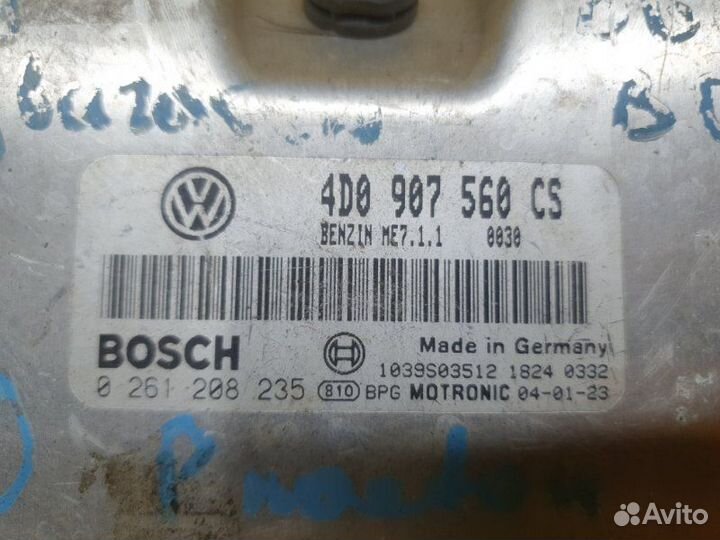 4D0 907 560 CS
BENZIN ME7.1.1 0030
BOSCH
Made in Germany
1039S03512 1824 0332
0 261 208 235 810 BPG MOTRONIC 04-01-23
Avito